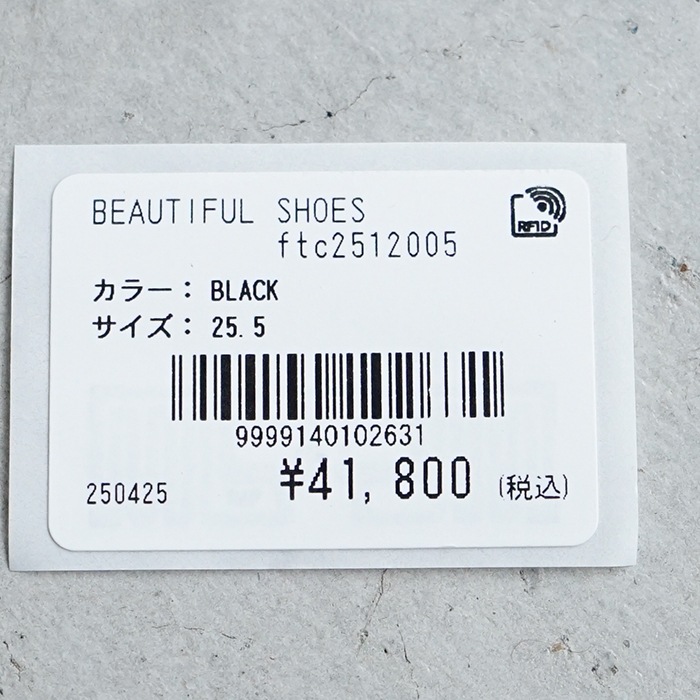 BEAUTIFUL SHOES
RFID
ftc2512005
カラー： BLACK
サイズ： 25.5
9999140102631
250425 ¥41,800 (税込)